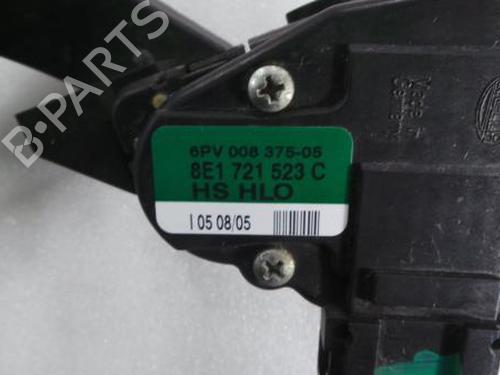 6PV 008 375-05
8E1 721 523 C
HS HLO
I 05 08/05
B-PARTS